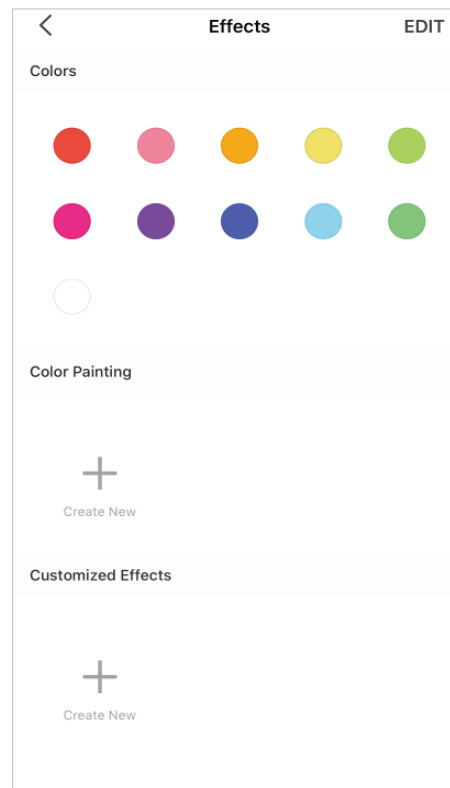 Effects EDIT
Colors
Color Painting
Create New
Customized Effects
Create New